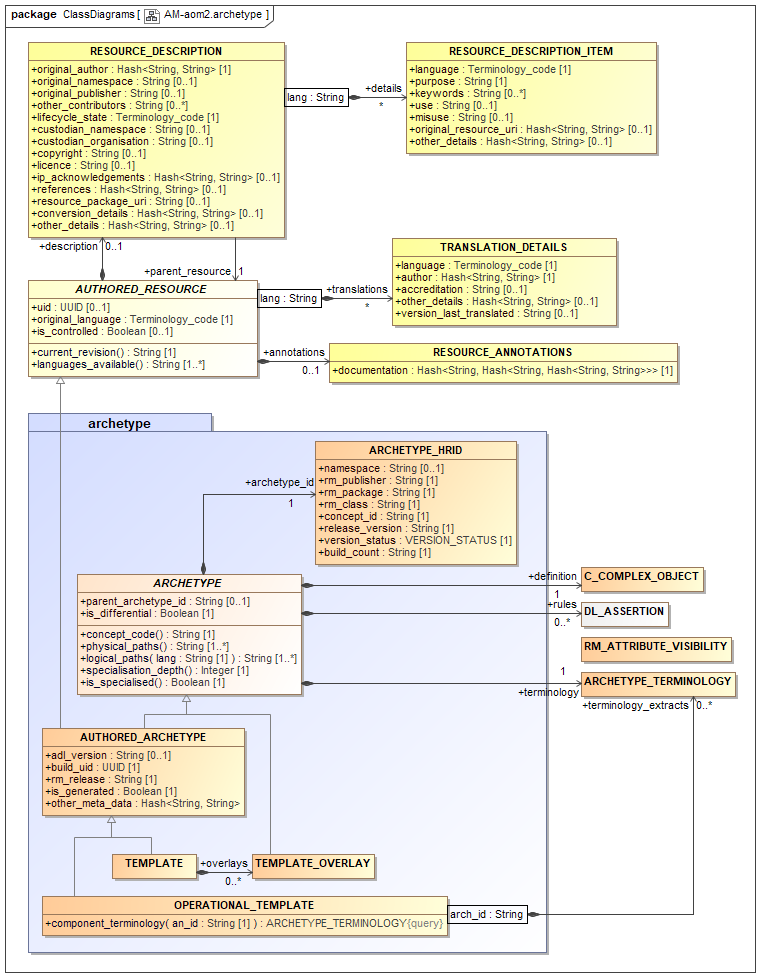 package ClassDiagrams [ AM-aom2.archetype ]
RESOURCE_DESCRIPTION
+original_author : Hash<String, String> [1]
+original_namespace : String [0..1]
+original_publisher : String [0..1]
+other_contributors : String [0..*]
+lifecycle_state : Terminology_code [1]
+custodian_namespace : String [0..1]
+custodian_organisation : String [0..1]
+copyright : String [0..1]
+licence : String [0..1]
+ip_acknowledgements : Hash<String, String> [0..1]
+references : Hash<String, String> [0..1]
+resource_package_uri : String [0..1]
+conversion_details : Hash<String, String> [0..1]
+other_details : Hash<String, String> [0..1]
lang : String
+details
*
RESOURCE_DESCRIPTION_ITEM
+language : Terminology_code [1]
+purpose : String [1]
+keywords : String [0..*]
+use : String [0..1]
+misuse : String [0..1]
+original_resource_uri : Hash<String, String> [0..1]
+other_details : Hash<String, String> [0..1]
+description 0..1
+parent_resource 1
AUTHORED_RESOURCE
+uid : UUID [0..1]
+original_language : Terminology_code [1]
+is_controlled : Boolean [0..1]
+current_revision() : String [1]
+languages_available() : String [1..*]
lang : String
+translations
*
TRANSLATION_DETAILS
+language : Terminology_code [1]
+author : Hash<String, String> [1]
+accreditation : String [0..1]
+other_details : Hash<String, String> [0..1]
+version_last_translated : String [0..1]
+annotations
0..1
RESOURCE_ANNOTATIONS
+documentation : Hash<String, Hash<String, Hash<String, String>>> [1]
archetype
+archetype_id
1
ARCHETYPE_HRID
+namespace : String [0..1]
+rm_publisher : String [1]
+rm_package : String [1]
+rm_class : String [1]
+concept_id : String [1]
+release_version : String [1]
+version_status : VERSION_STATUS [1]
+build_count : String [1]
ARCHETYPE
+parent_archetype_id : String [0..1]
+is_differential : Boolean [1]
+concept_code() : String [1]
+physical_paths() : String [1..*]
+logical_paths( lang : String [1] ) : String [1..*]
+specialisation_depth() : Integer [1]
+is_specialised() : Boolean [1]
+definition
1
C_COMPLEX_OBJECT
+rules
0..*
DL_ASSERTION
RM_ATTRIBUTE_VISIBILITY
1
+terminology
ARCHETYPE_TERMINOLOGY
+terminology_extracts 0..*
AUTHORED_ARCHETYPE
+adl_version : String [0..1]
+build_uid : UUID [1]
+rm_release : String [1]
+is_generated : Boolean [1]
+other_meta_data : Hash<String, String>
TEMPLATE
+overlays
0..*
TEMPLATE_OVERLAY
OPERATIONAL_TEMPLATE
+component_terminology( an_id : String [1] ) : ARCHETYPE_TERMINOLOGY{query}
arch_id : String